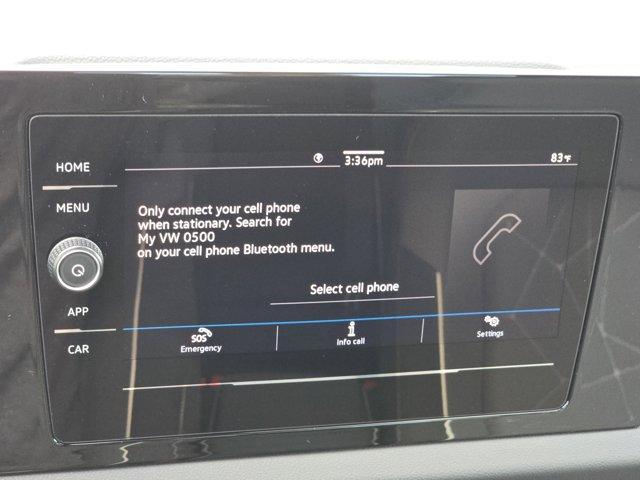 HOME
3:36pm
83°F
MENU
Only connect your cell phone
when stationary. Search for
My VW 0500
on your cell phone Bluetooth menu.
Select cell phone
APP
SOS
Emergency
Info call
Settings
CAR